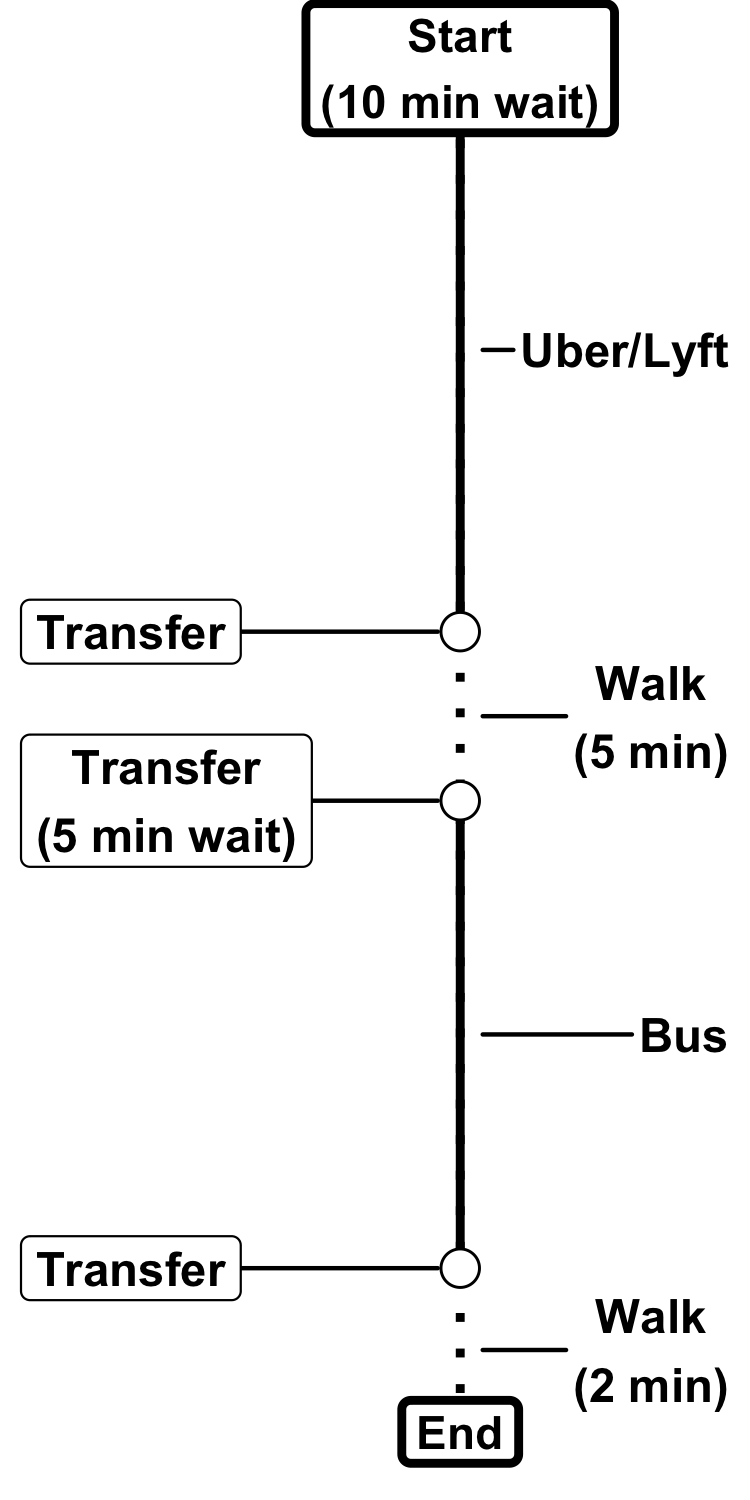 Start
(10 min wait)
Uber/Lyft
Transfer
Walk
(5 min)
Transfer
(5 min wait)
Bus
Transfer
Walk
(2 min)
End